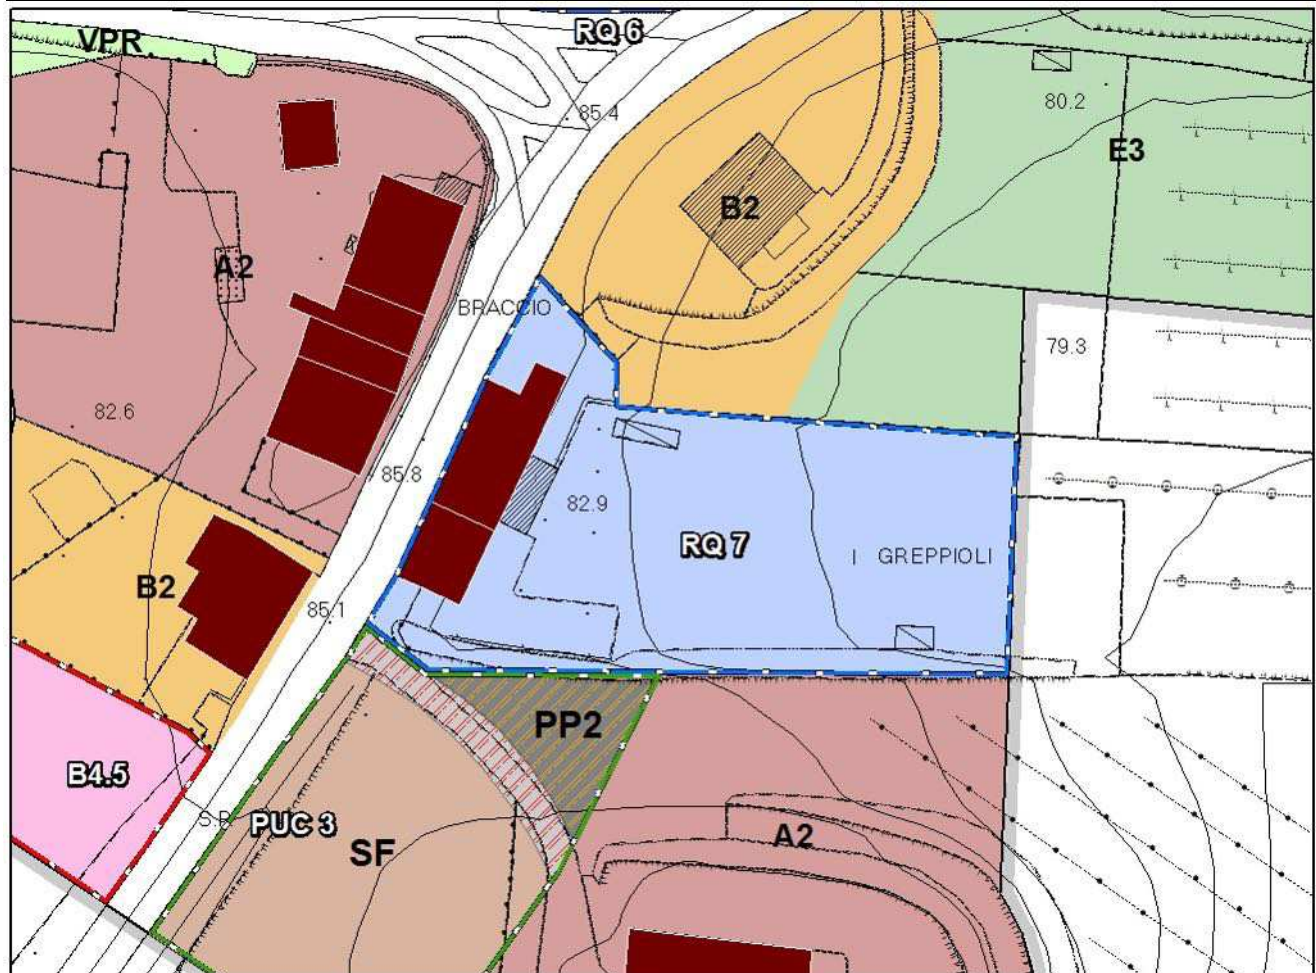 RQ 6
VPR
80.2
85.4
E3
B2
A2
BRACCIO
79.3
82.6
85.8
82.9
RQ 7
I GREPPIOLI
B2
85.1
PP2
B4.5
S.R.
PUC 3
SF
A2